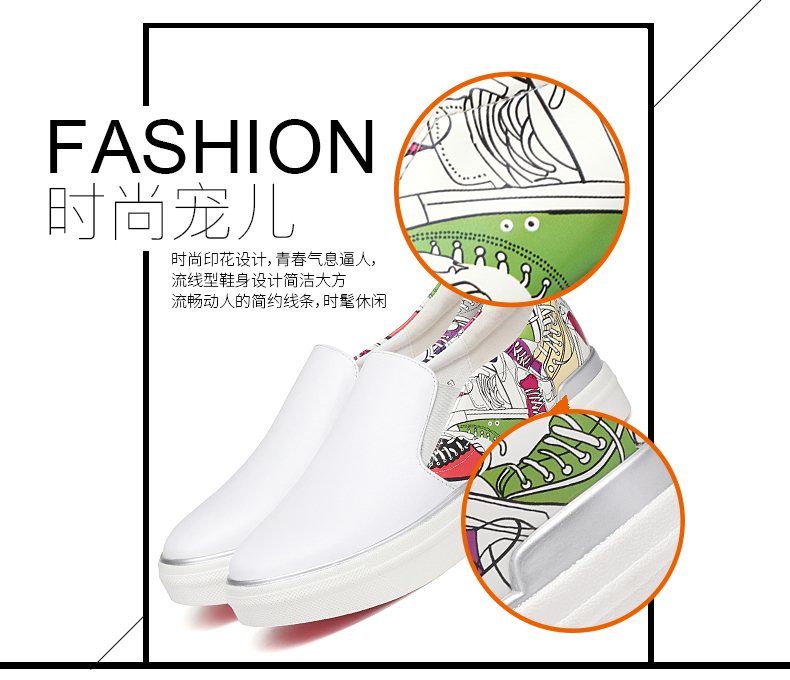 FASHION
时尚宠儿
时尚印花设计，青春气息逼人，
流线型鞋身设计简洁大方
流畅动人的简约线条，时髦休闲